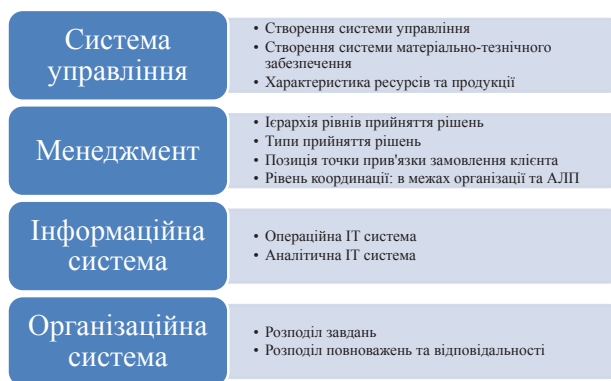 Система
управління
• Створення системи управління
• Створення системи матеріально-технічного
забезпечення
• Характеристика ресурсів та продукції
Менеджмент
• Ієрархія рівнів прийняття рішень
• Типи прийняття рішень
• Позиція точки прив'язки замовлення клієнта
• Рівень координації: в межах організації та АЛП
Інформаційна
система
• Операційна ІТ система
• Аналітична ІТ система
Організаційна
система
• Розподіл завдань
• Розподіл повноважень та відповідальності